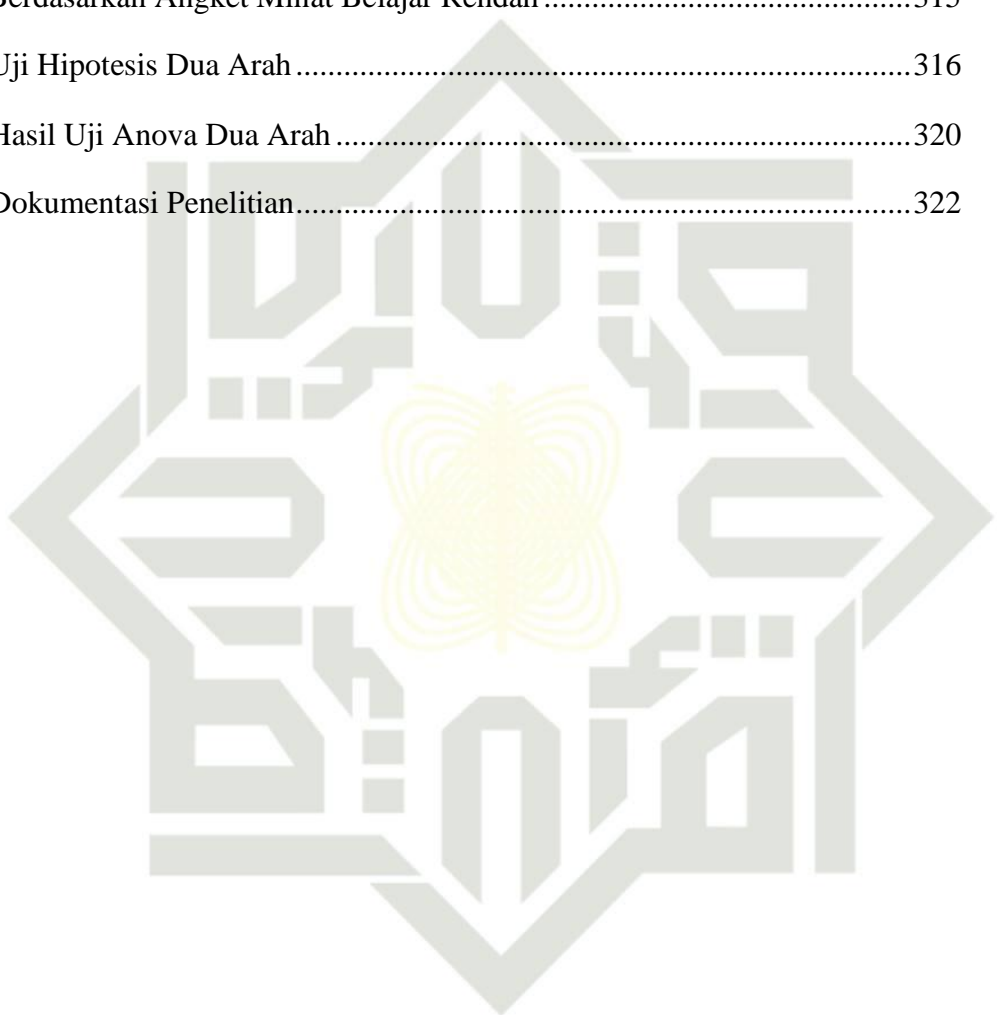 Berdasarkan Angket Minat Belajar Rendah ............................................. 315
Uji Hipotesis Dua Arah ........................................................................... 316
Hasil Uji Anova Dua Arah ...................................................................... 320
Dokumentasi Penelitian........................................................................... 322